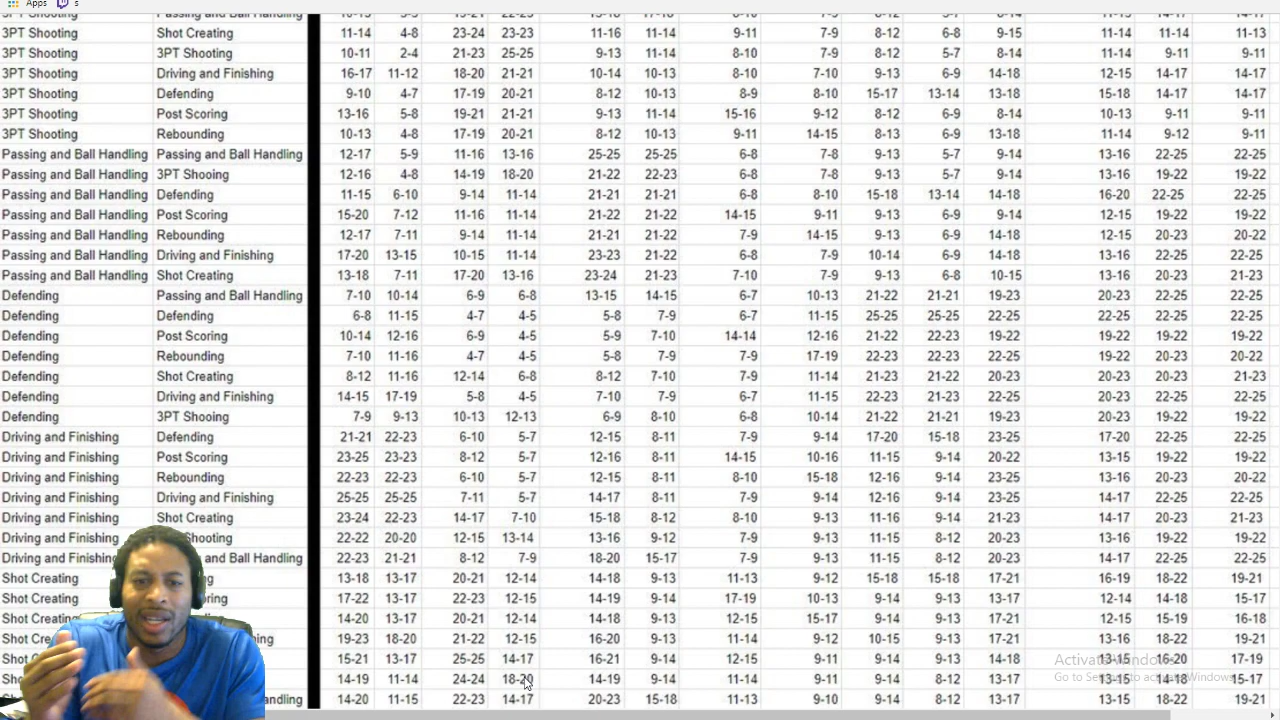 Apps s
3PT Shooting Passing and Ball Handling
3PT Shooting Shot Creating 11-14 4-8 23-24 23-23 11-16 11-14 9-11 7-9 8-12 6-8 9-15 11-14 11-14 11-13
3PT Shooting 3PT Shooting 10-11 2-4 21-23 25-25 9-13 11-14 8-10 7-9 8-12 5-7 8-14 11-14 9-11 9-11
3PT Shooting Driving and Finishing 16-17 11-12 18-20 21-21 10-14 10-13 8-10 7-10 9-13 6-9 14-18 12-15 14-17 14-17
3PT Shooting Defending 9-10 4-7 17-19 20-21 8-12 10-13 8-9 8-10 15-17 13-14 13-18 15-18 14-17 14-17
3PT Shooting Post Scoring 13-16 5-8 19-21 21-21 9-13 11-14 15-16 9-12 8-12 6-9 8-14 10-13 9-11 9-11
3PT Shooting Rebounding 10-13 4-8 17-19 20-21 8-12 10-13 9-11 14-15 8-13 6-9 13-18 11-14 9-12 9-11
Passing and Ball Handling Passing and Ball Handling 12-17 5-9 11-16 13-16 25-25 25-25 6-8 7-8 9-13 5-7 9-14 13-16 22-25 22-25
Passing and Ball Handling 3PT Shooing 12-16 4-8 14-19 18-20 21-22 22-23 6-8 7-8 9-13 5-7 9-14 13-16 19-22 19-22
Passing and Ball Handling Defending 11-15 6-10 9-14 11-14 21-21 21-21 6-8 8-10 15-18 13-14 14-18 16-20 22-25 22-25
Passing and Ball Handling Post Scoring 15-20 7-12 11-16 11-14 21-22 21-22 14-15 9-11 9-13 6-9 9-14 12-15 19-22 19-22
Passing and Ball Handling Rebounding 12-17 7-11 9-14 11-14 21-21 21-22 7-9 14-15 9-13 6-9 14-18 12-15 20-23 20-22
Passing and Ball Handling Driving and Finishing 17-20 13-15 10-15 11-14 23-23 21-22 6-8 7-8 10-14 6-9 14-18 13-16 22-25 22-25
Passing and Ball Handling Shot Creating 13-18 7-11 17-20 13-16 23-24 21-23 7-10 7-9 9-13 6-8 10-15 13-16 20-23 21-23
Defending Passing and Ball Handling 7-10 10-14 6-9 6-8 13-15 14-15 6-7 10-13 21-22 21-21 19-23 20-23 22-25 22-25
Defending Defending 6-8 11-15 4-7 4-5 5-8 7-9 6-7 11-15 25-25 25-25 22-25 22-25 22-25 22-25
Defending Post Scoring 10-14 12-16 6-9 4-5 5-9 7-10 14-14 12-16 21-22 22-23 19-22 19-22 19-22 19-22
Defending Rebounding 7-10 11-16 4-7 4-5 5-8 7-9 7-9 17-19 22-23 22-23 22-25 19-22 20-23 20-22
Defending Shot Creating 8-12 11-16 12-14 6-8 8-12 7-10 7-9 11-14 21-23 21-22 20-23 20-23 20-23 21-23
Defending Driving and Finishing 14-15 17-19 5-8 4-5 7-10 7-9 6-7 11-15 22-23 21-23 22-25 20-23 22-25 22-25
Defending 3PT Shooing 7-9 9-13 10-13 12-13 6-9 8-10 6-8 10-14 21-22 21-21 19-23 20-23 19-22 19-22
Driving and Finishing Defending 21-21 22-23 6-10 5-7 12-15 8-11 7-9 9-14 17-20 15-18 23-25 17-20 22-25 22-25
Driving and Finishing Post Scoring 23-25 23-23 8-12 5-7 12-16 8-11 14-15 10-16 11-15 9-14 20-22 13-15 19-22 19-22
Driving and Finishing Rebounding 22-23 22-23 6-10 5-7 12-15 8-11 8-10 15-18 12-16 9-14 23-25 13-16 20-23 20-22
Driving and Finishing Driving and Finishing 25-25 25-25 7-11 5-7 14-17 8-11 7-9 9-14 12-16 9-14 23-25 14-17 22-25 22-25
Driving and Finishing Shot Creating 23-24 22-23 14-17 7-10 15-18 8-12 8-10 9-13 11-16 9-14 21-23 14-17 20-23 21-23
Driving and Finishing Shooting 22-22 20-20 12-15 13-14 13-16 9-12 7-9 9-13 11-15 8-12 20-23 13-16 19-22 19-22
Driving and Finishing and Ball Handling 22-23 21-21 8-12 7-9 18-20 15-17 7-9 9-13 11-15 8-12 20-23 14-17 22-25 22-25
Shot Creating 13-18 13-17 20-21 12-14 14-18 9-13 11-13 9-12 15-18 15-18 17-21 16-19 18-22 19-21
Shot Creating 17-22 13-17 22-23 12-15 14-19 9-14 17-19 10-13 9-14 9-13 13-17 12-14 14-18 15-17
Shot Creating 14-20 13-17 20-21 12-14 14-18 9-13 12-15 15-17 9-14 9-13 17-21 12-15 15-19 16-18
Shot 19-23 18-20 21-22 12-15 16-20 9-13 11-14 9-12 10-15 9-13 17-21 13-16 18-22 19-21
Shot 15-21 13-17 25-25 14-17 16-21 9-14 12-15 9-11 9-14 9-13 14-18 13-15 16-20 17-19
14-19 11-14 24-24 18-20 14-19 9-14 11-14 9-11 9-14 8-12 13-17 13-15 14-18 15-17
Handling 14-20 11-15 22-23 14-17 20-23 15-18 11-13 9-10 9-14 8-12 13-17 13-15 18-22 19-21
Activate Windows
Go to Settings to activate Windows.